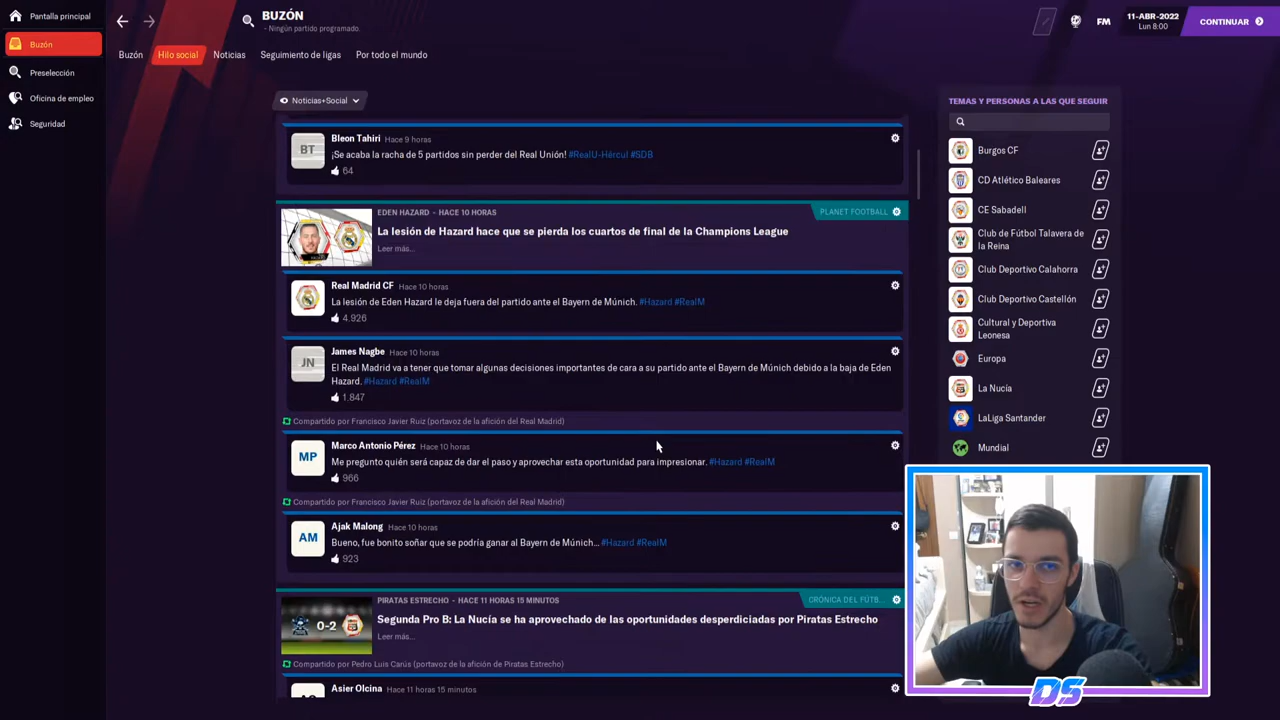 Pantalla principal
Buzón
Preselección
Oficina de empleo
Seguridad
BUZÓN
- Ningún partido programado.
FM
11-ABR-2022
Lun 8:00
CONTINUAR
Buzón
Hilo social
Noticias
Seguimiento de ligas
Por todo el mundo
Noticias+Social
BT
Bleon Tahiri Hace 9 horas
¡Se acaba la racha de 5 partidos sin perder del Real Unión! #RealU-Hércul #SDB
64
EDEN HAZARD - HACE 10 HORAS
PLANET FOOTBALL
La lesión de Hazard hace que se pierda los cuartos de final de la Champions League
Leer más...
Real Madrid CF Hace 10 horas
La lesión de Eden Hazard le deja fuera del partido ante el Bayern de Múnich. #Hazard #RealM
4.926
JN
James Nagbe Hace 10 horas
El Real Madrid va a tener que tomar algunas decisiones importantes de cara a su partido ante el Bayern de Múnich debido a la baja de Eden
Hazard. #Hazard #RealM
1.847
Compartido por Francisco Javier Ruiz (portavoz de la afición del Real Madrid)
MP
Marco Antonio Pérez Hace 10 horas
Me pregunto quién será capaz de dar el paso y aprovechar esta oportunidad para impresionar. #Hazard #RealM
966
Compartido por Francisco Javier Ruiz (portavoz de la afición del Real Madrid)
AM
Ajak Malong Hace 10 horas
Bueno, fue bonito soñar que se podría ganar al Bayern de Múnich... #Hazard #RealM
923
PIRATAS ESTRECHO - HACE 11 HORAS 15 MINUTOS
CRÓNICA DEL FÚTB...
0-2
Segunda Pro B: La Nucía se ha aprovechado de las oportunidades desperdiciadas por Piratas Estrecho
Leer más...
Compartido por Pedro Luis Carús (portavoz de la afición de Piratas Estrecho)
Asier Olcina Hace 11 horas 15 minutos
TEMAS Y PERSONAS A LAS QUE SEGUIR
Burgos CF
CD Atlético Baleares
CE Sabadell
Club de Fútbol Talavera de
la Reina
Club Deportivo Calahorra
Club Deportivo Castellón
Cultural y Deportiva
Leonesa
Europa
La Nucía
LaLiga Santander
Mundial
DS